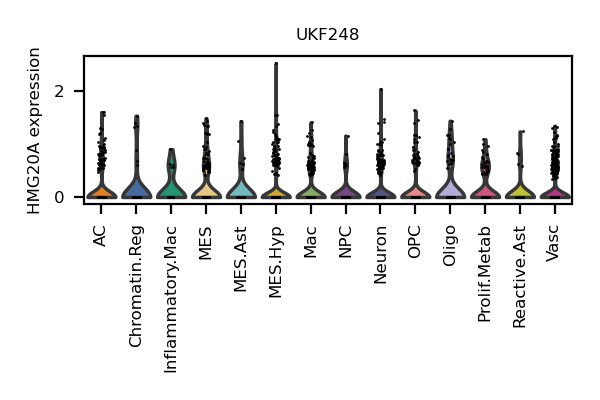 UKF248
HMG20A expression
2
0
AC
Chromatin.Reg
Inflammatory.Mac
MES
MES.Ast
MES.Hyp
Mac
NPC
Neuron
OPC
Oligo
Prolif.Metab
Reactive.Ast
Vasc